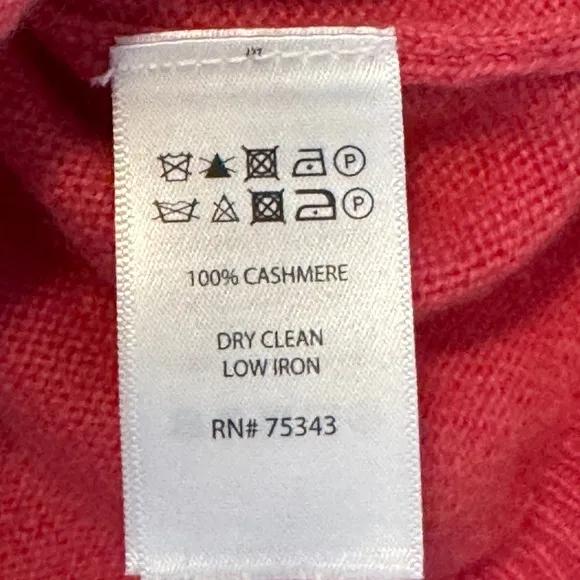 P
P
100% CASHMERE
DRY CLEAN
LOW IRON
RN# 75343